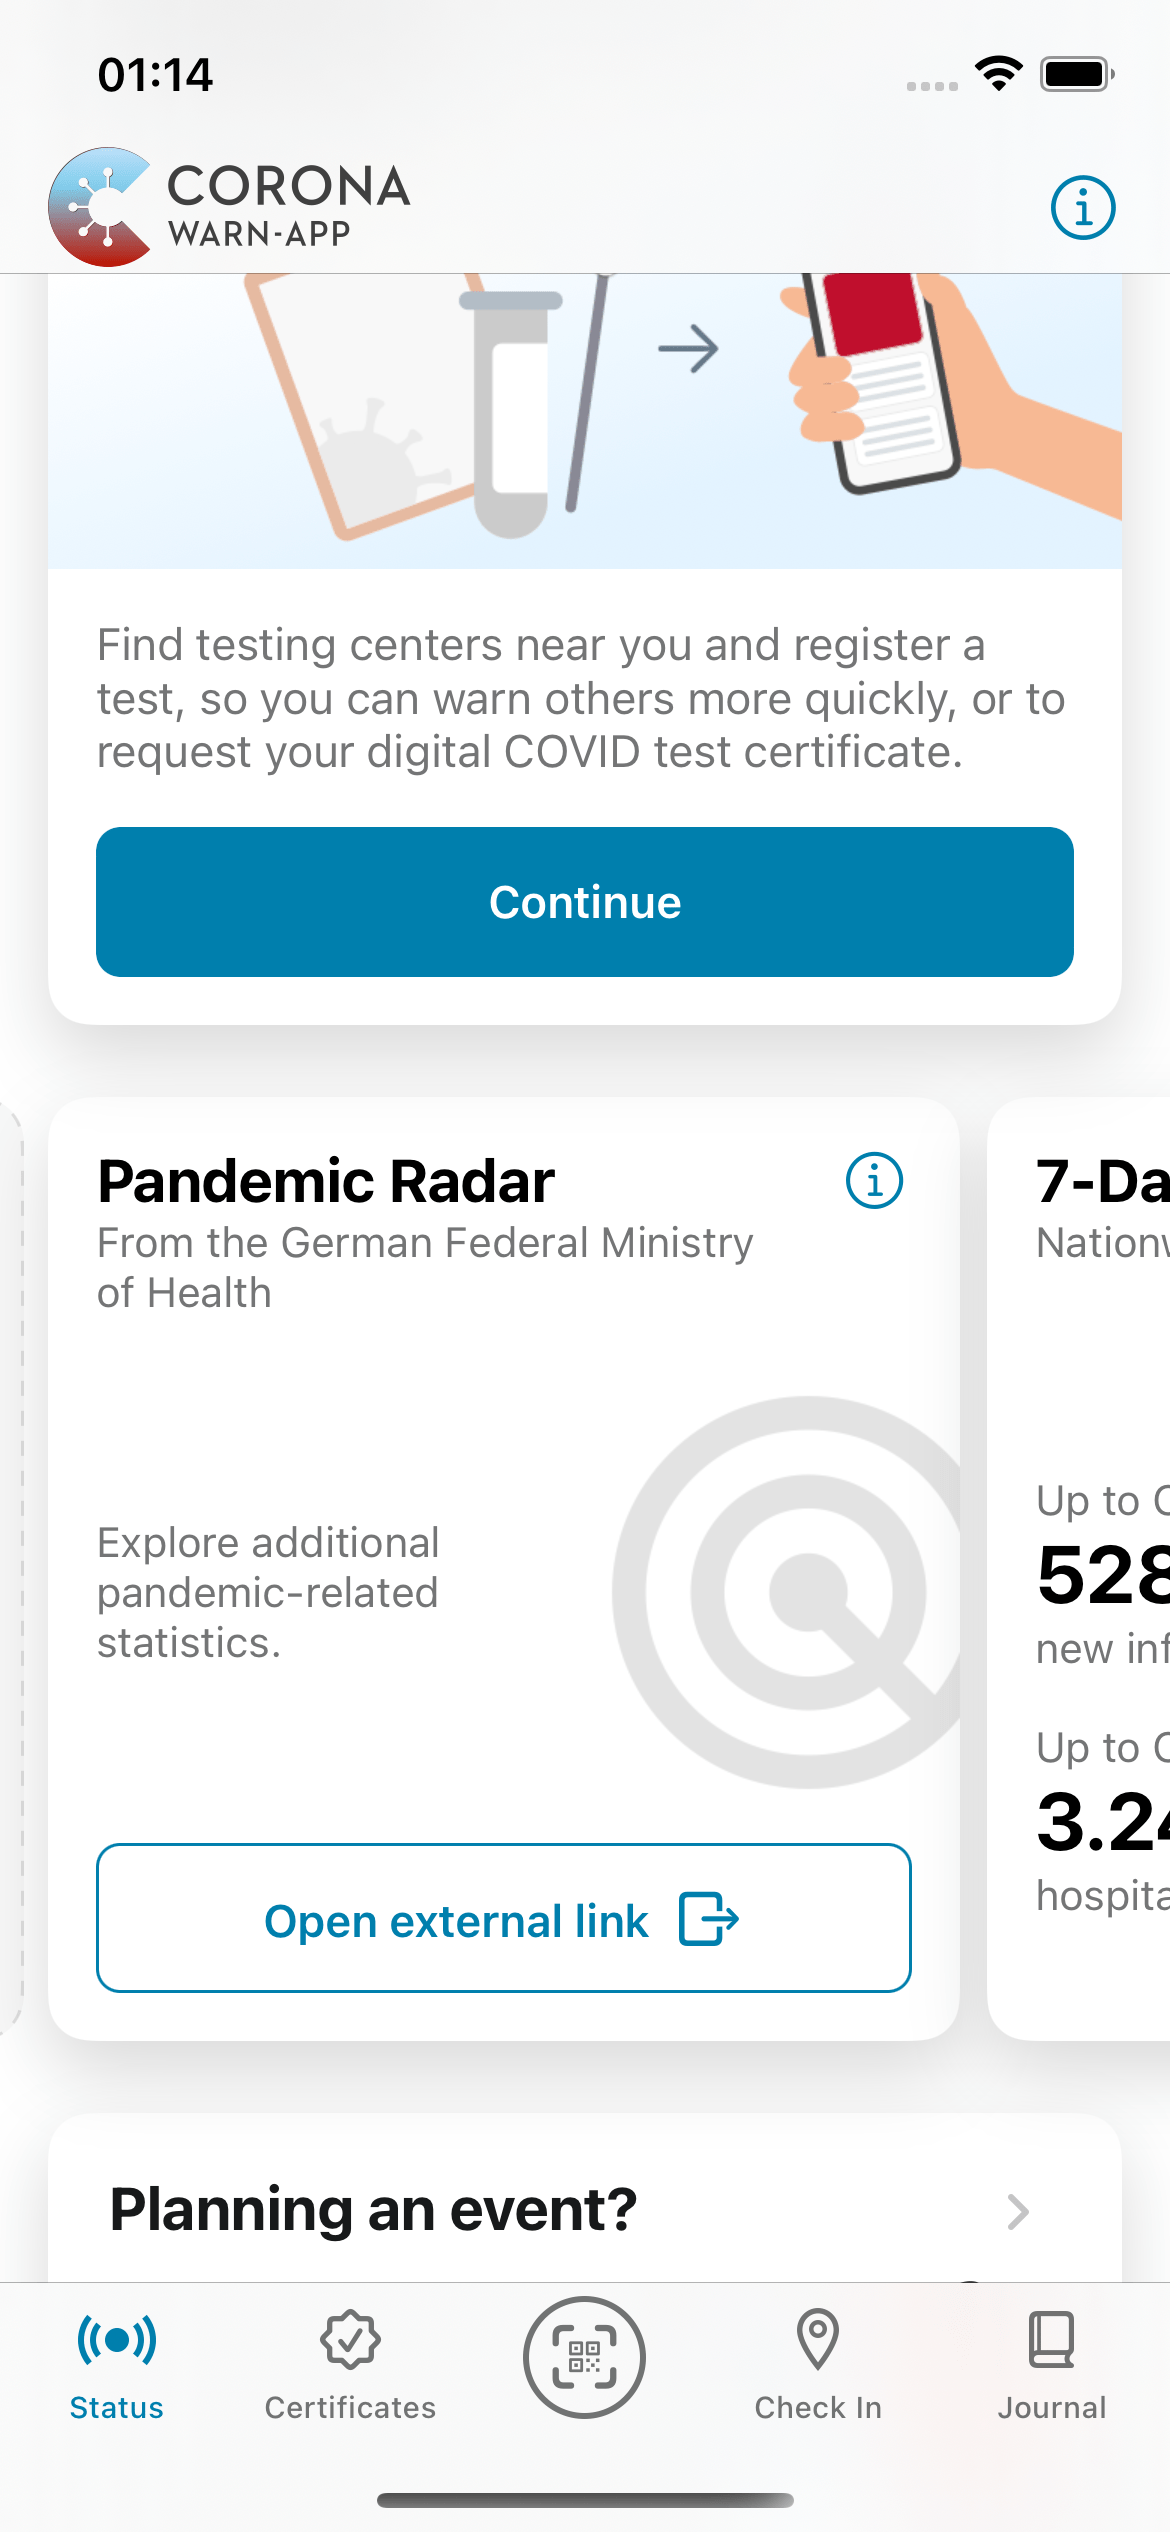 01:14
CORONA
WARN-APP
Find testing centers near you and register a
test, so you can warn others more quickly, or to
request your digital COVID test certificate.
Continue
Pandemic Radar
From the German Federal Ministry
of Health
Explore additional
pandemic-related
statistics.
Open external link
7-Da
Nation
Up to
528
new inf
Up to
3.24
hospita
Planning an event?
Status
Certificates
Check In
Journal